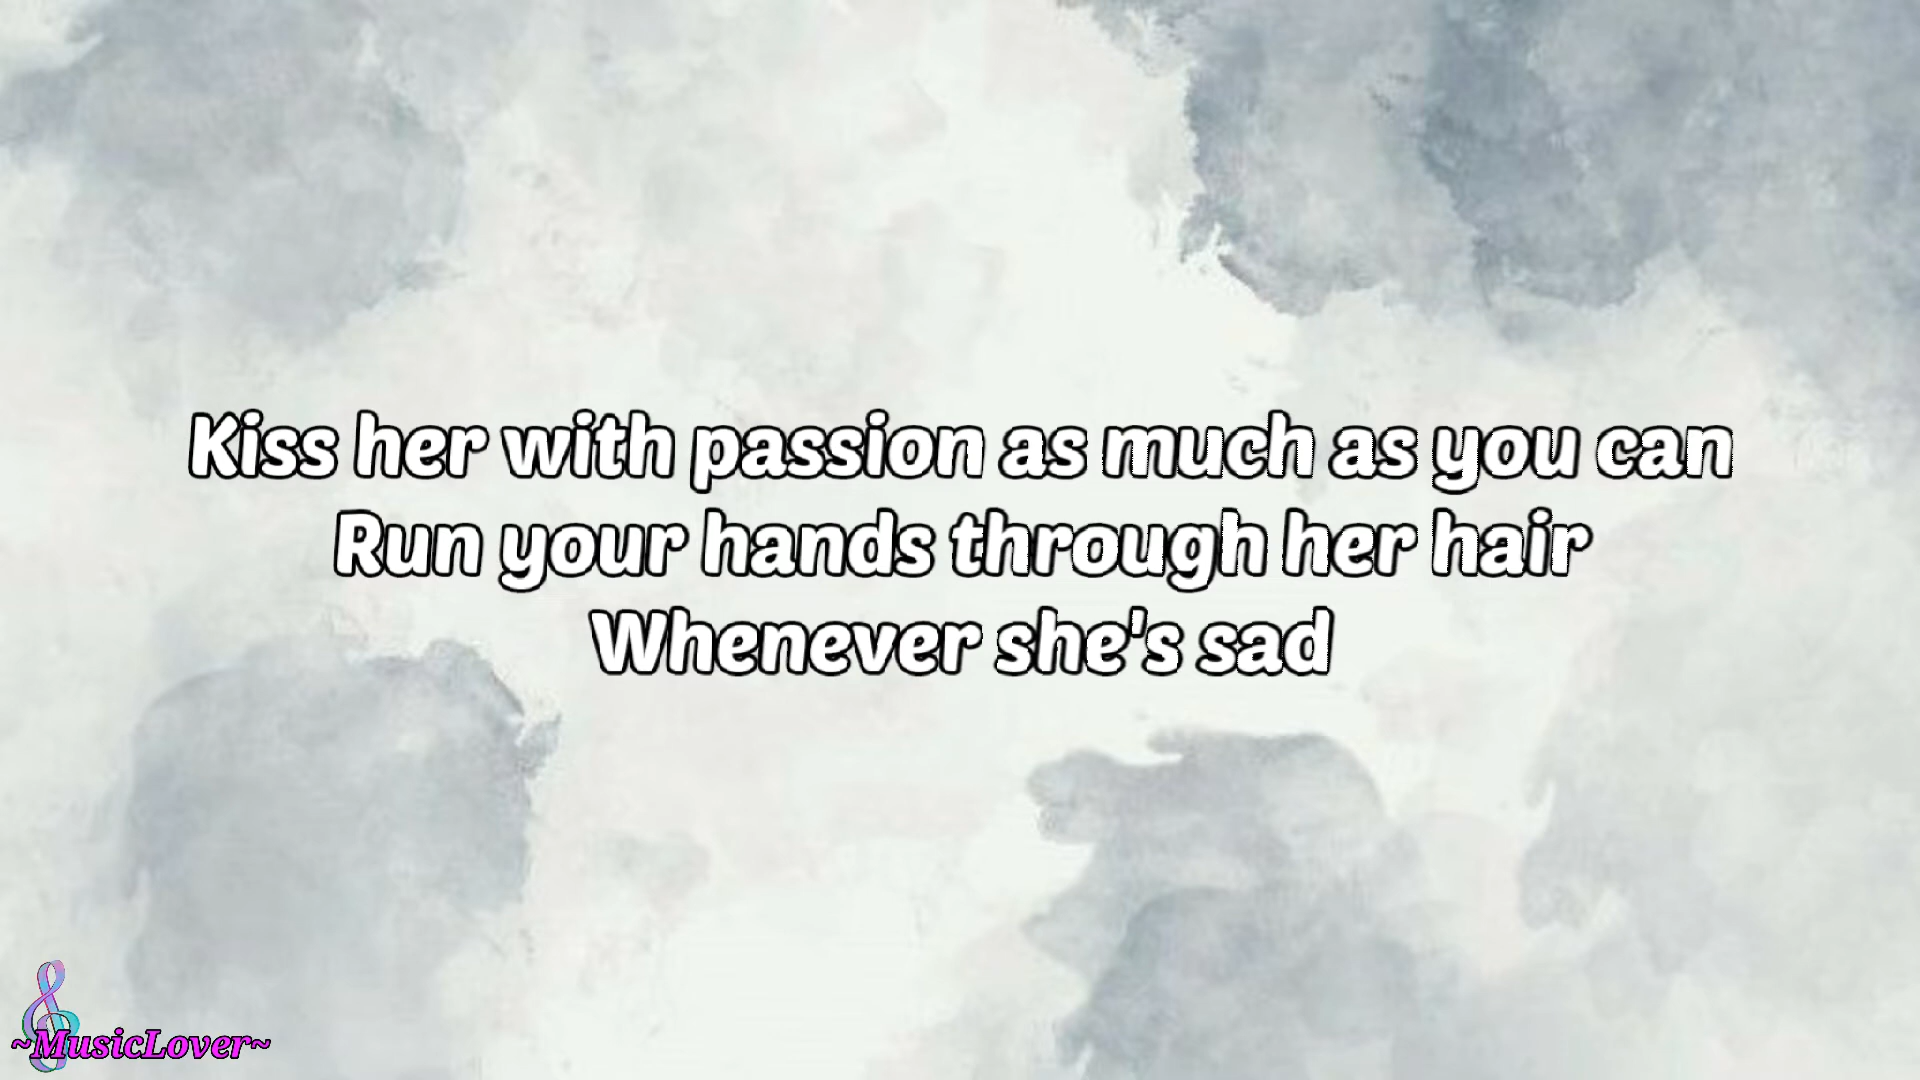 Kiss her with passion as much as you can
Run your hands through her hair
Whenever she's sad
~MusicLover~